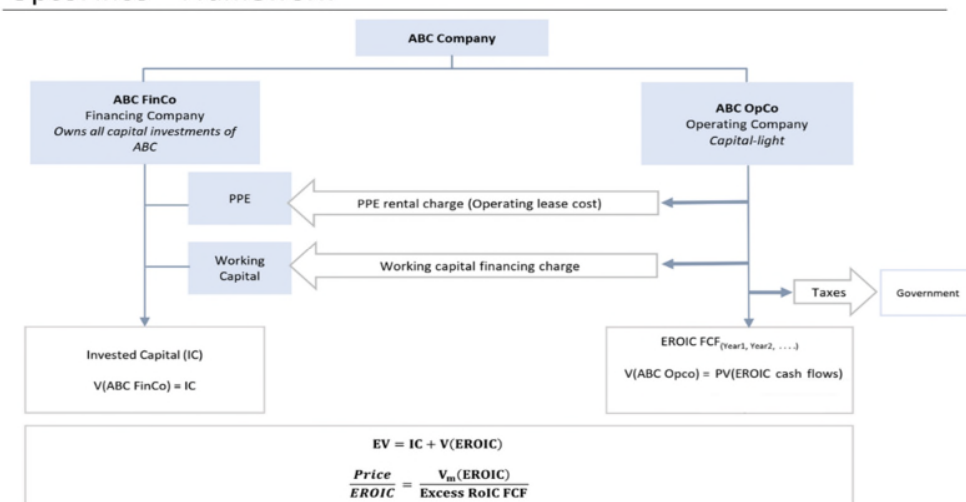 ABC Company
ABC FinCo
Financing Company
Owns all capital investments of
ABC
ABC OpCo
Operating Company
Capital-light
PPE
PPE rental charge (Operating lease cost)
Working
Capital
Working capital financing charge
Taxes
Government
Invested Capital (IC)
V(ABC FinCo) = IC
EROIC FCF(Year1, Year2, ....)
V(ABC Opco) = PV(EROIC cash flows)
EV = IC + V(EROIC)
Price / EROIC = Vm(EROIC) / Excess RoIC FCF